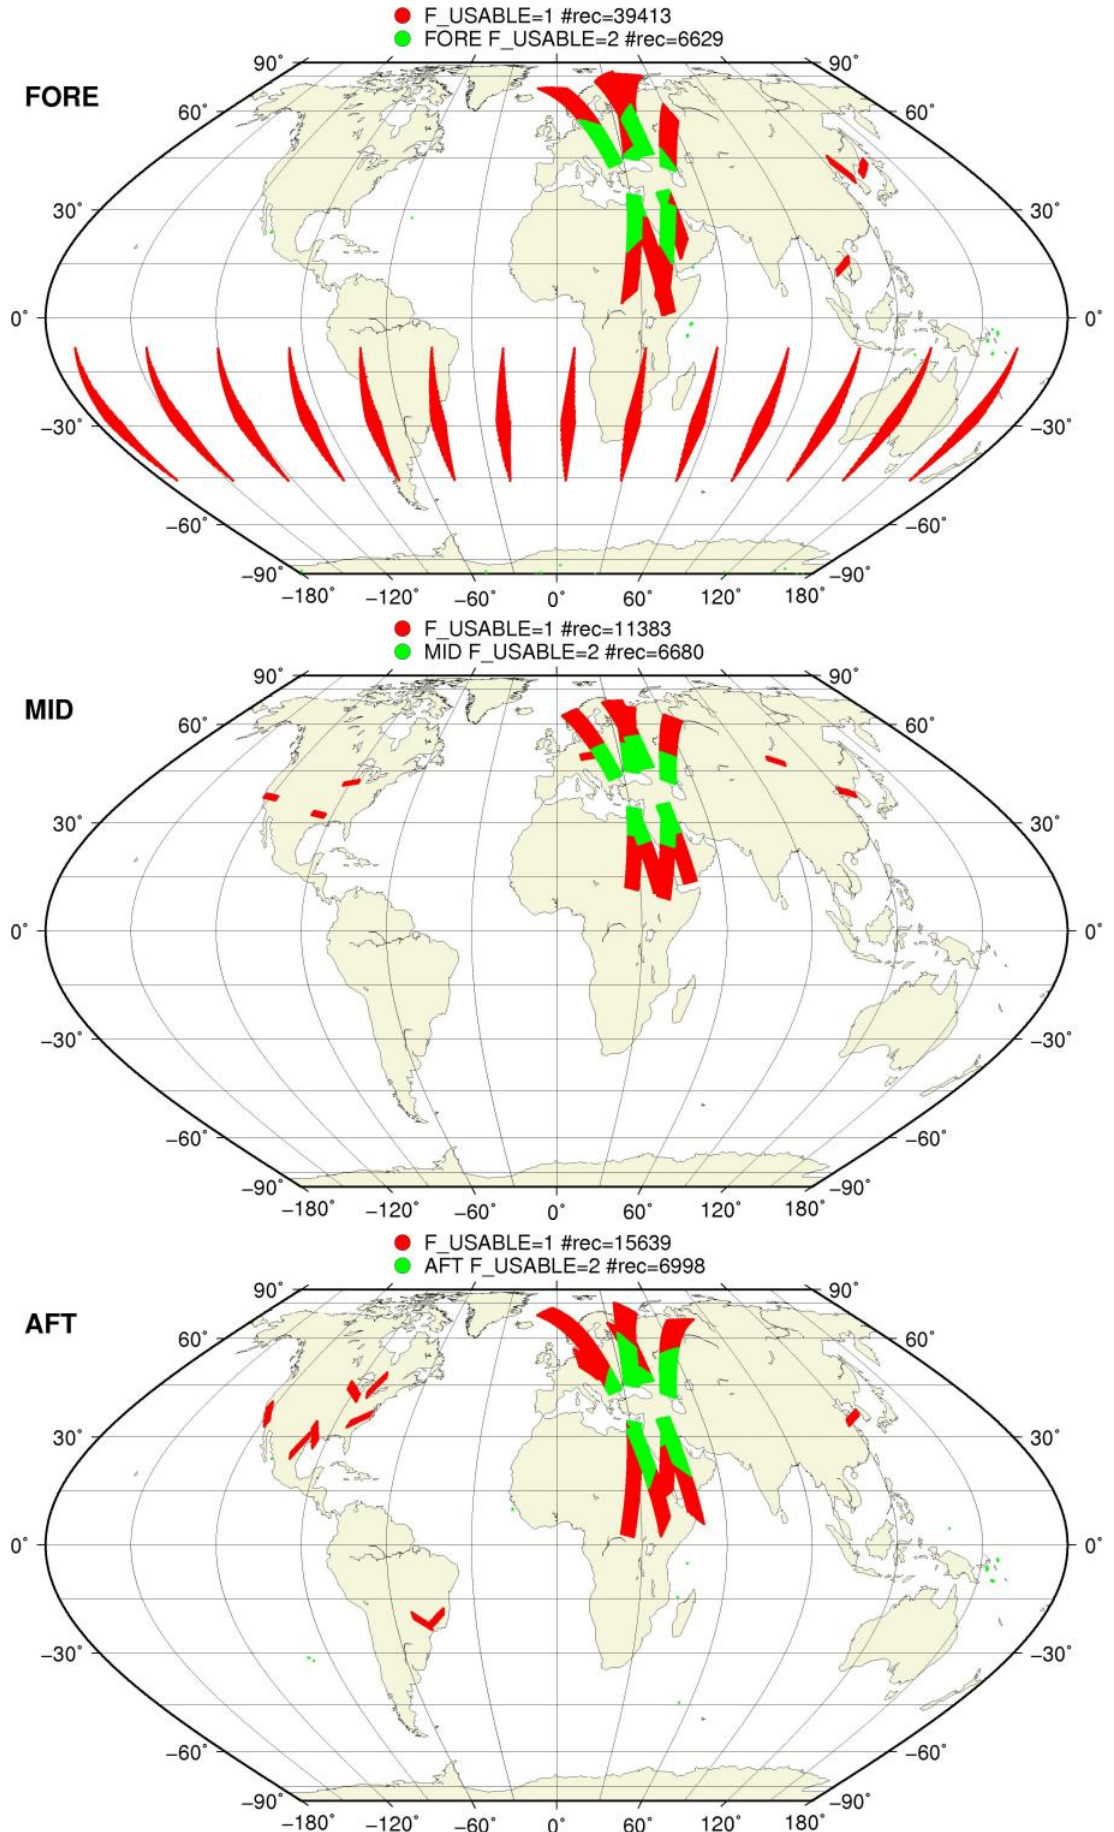 F_USABLE=1 #rec=39413
FORE F_USABLE=2 #rec=6629
FORE
90° 90°
60° 60°
30° 30°
0° 0°
−30° −30°
−60° −60°
−90° −90°
−180° −120° −60° 0° 60° 120° 180°
F_USABLE=1 #rec=11383
MID F_USABLE=2 #rec=6680
MID
90° 90°
60° 60°
30° 30°
0° 0°
−30° −30°
−60° −60°
−90° −90°
−180° −120° −60° 0° 60° 120° 180°
F_USABLE=1 #rec=15639
AFT F_USABLE=2 #rec=6998
AFT
90° 90°
60° 60°
30° 30°
0° 0°
−30° −30°
−60° −60°
−90° −90°
−180° −120° −60° 0° 60° 120° 180°